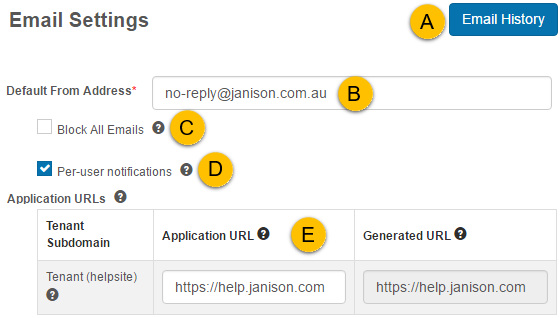 Email Settings A Email History
Default From Address* no-reply@janison.com.au B
Block All Emails ? C
Per-user notifications ? D
Application URLs ?
Tenant Subdomain Application URL ? E Generated URL ?
Tenant (helpsite) ? https://help.janison.com https://help.janison.com